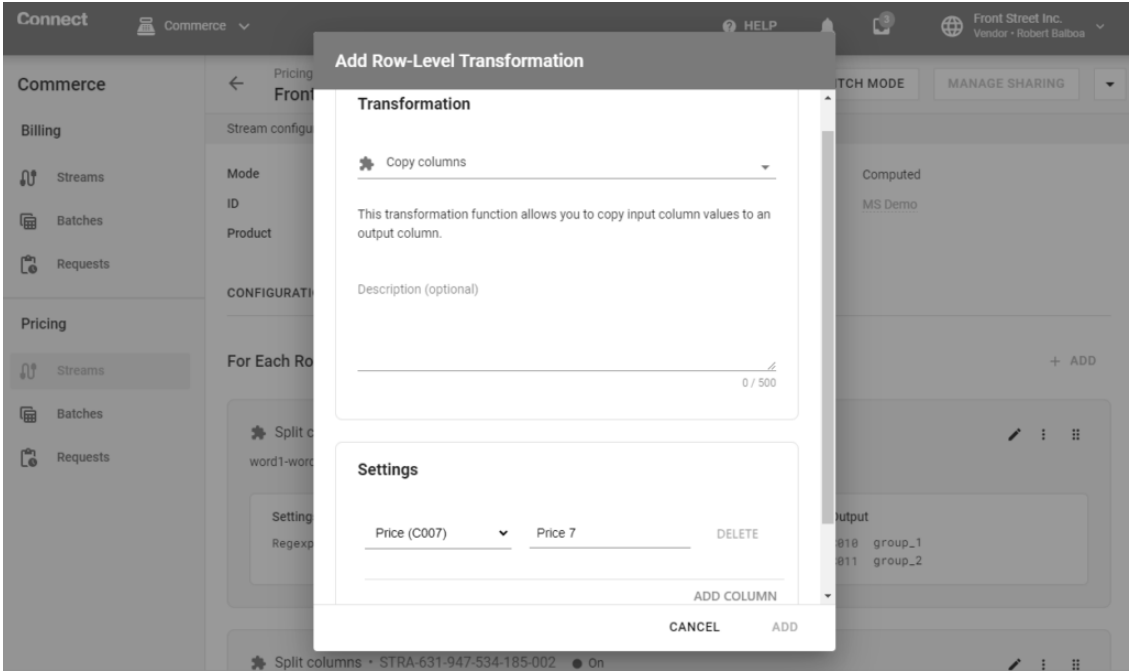 Connect
Commerce
HELP
3
Front Street Inc.
Vendor • Robert Balboa
Commerce
Billing
Streams
Batches
Requests
Pricing
Streams
Batches
Requests
Pricing
Front
TCH MODE
MANAGE SHARING
Stream configu
Mode
ID
Product
Computed
MS Demo
CONFIGURATI
For Each Ro
+ ADD
Split c
word1-word
Setting
Regexp
Output
C010 group_1
C011 group_2
Split columns • STRA-631-947-534-185-002 ● On
Add Row-Level Transformation
Transformation
Copy columns
This transformation function allows you to copy input column values to an
output column.
Description (optional)
0 / 500
Settings
Price (C007)
Price 7
DELETE
ADD COLUMN
CANCEL
ADD